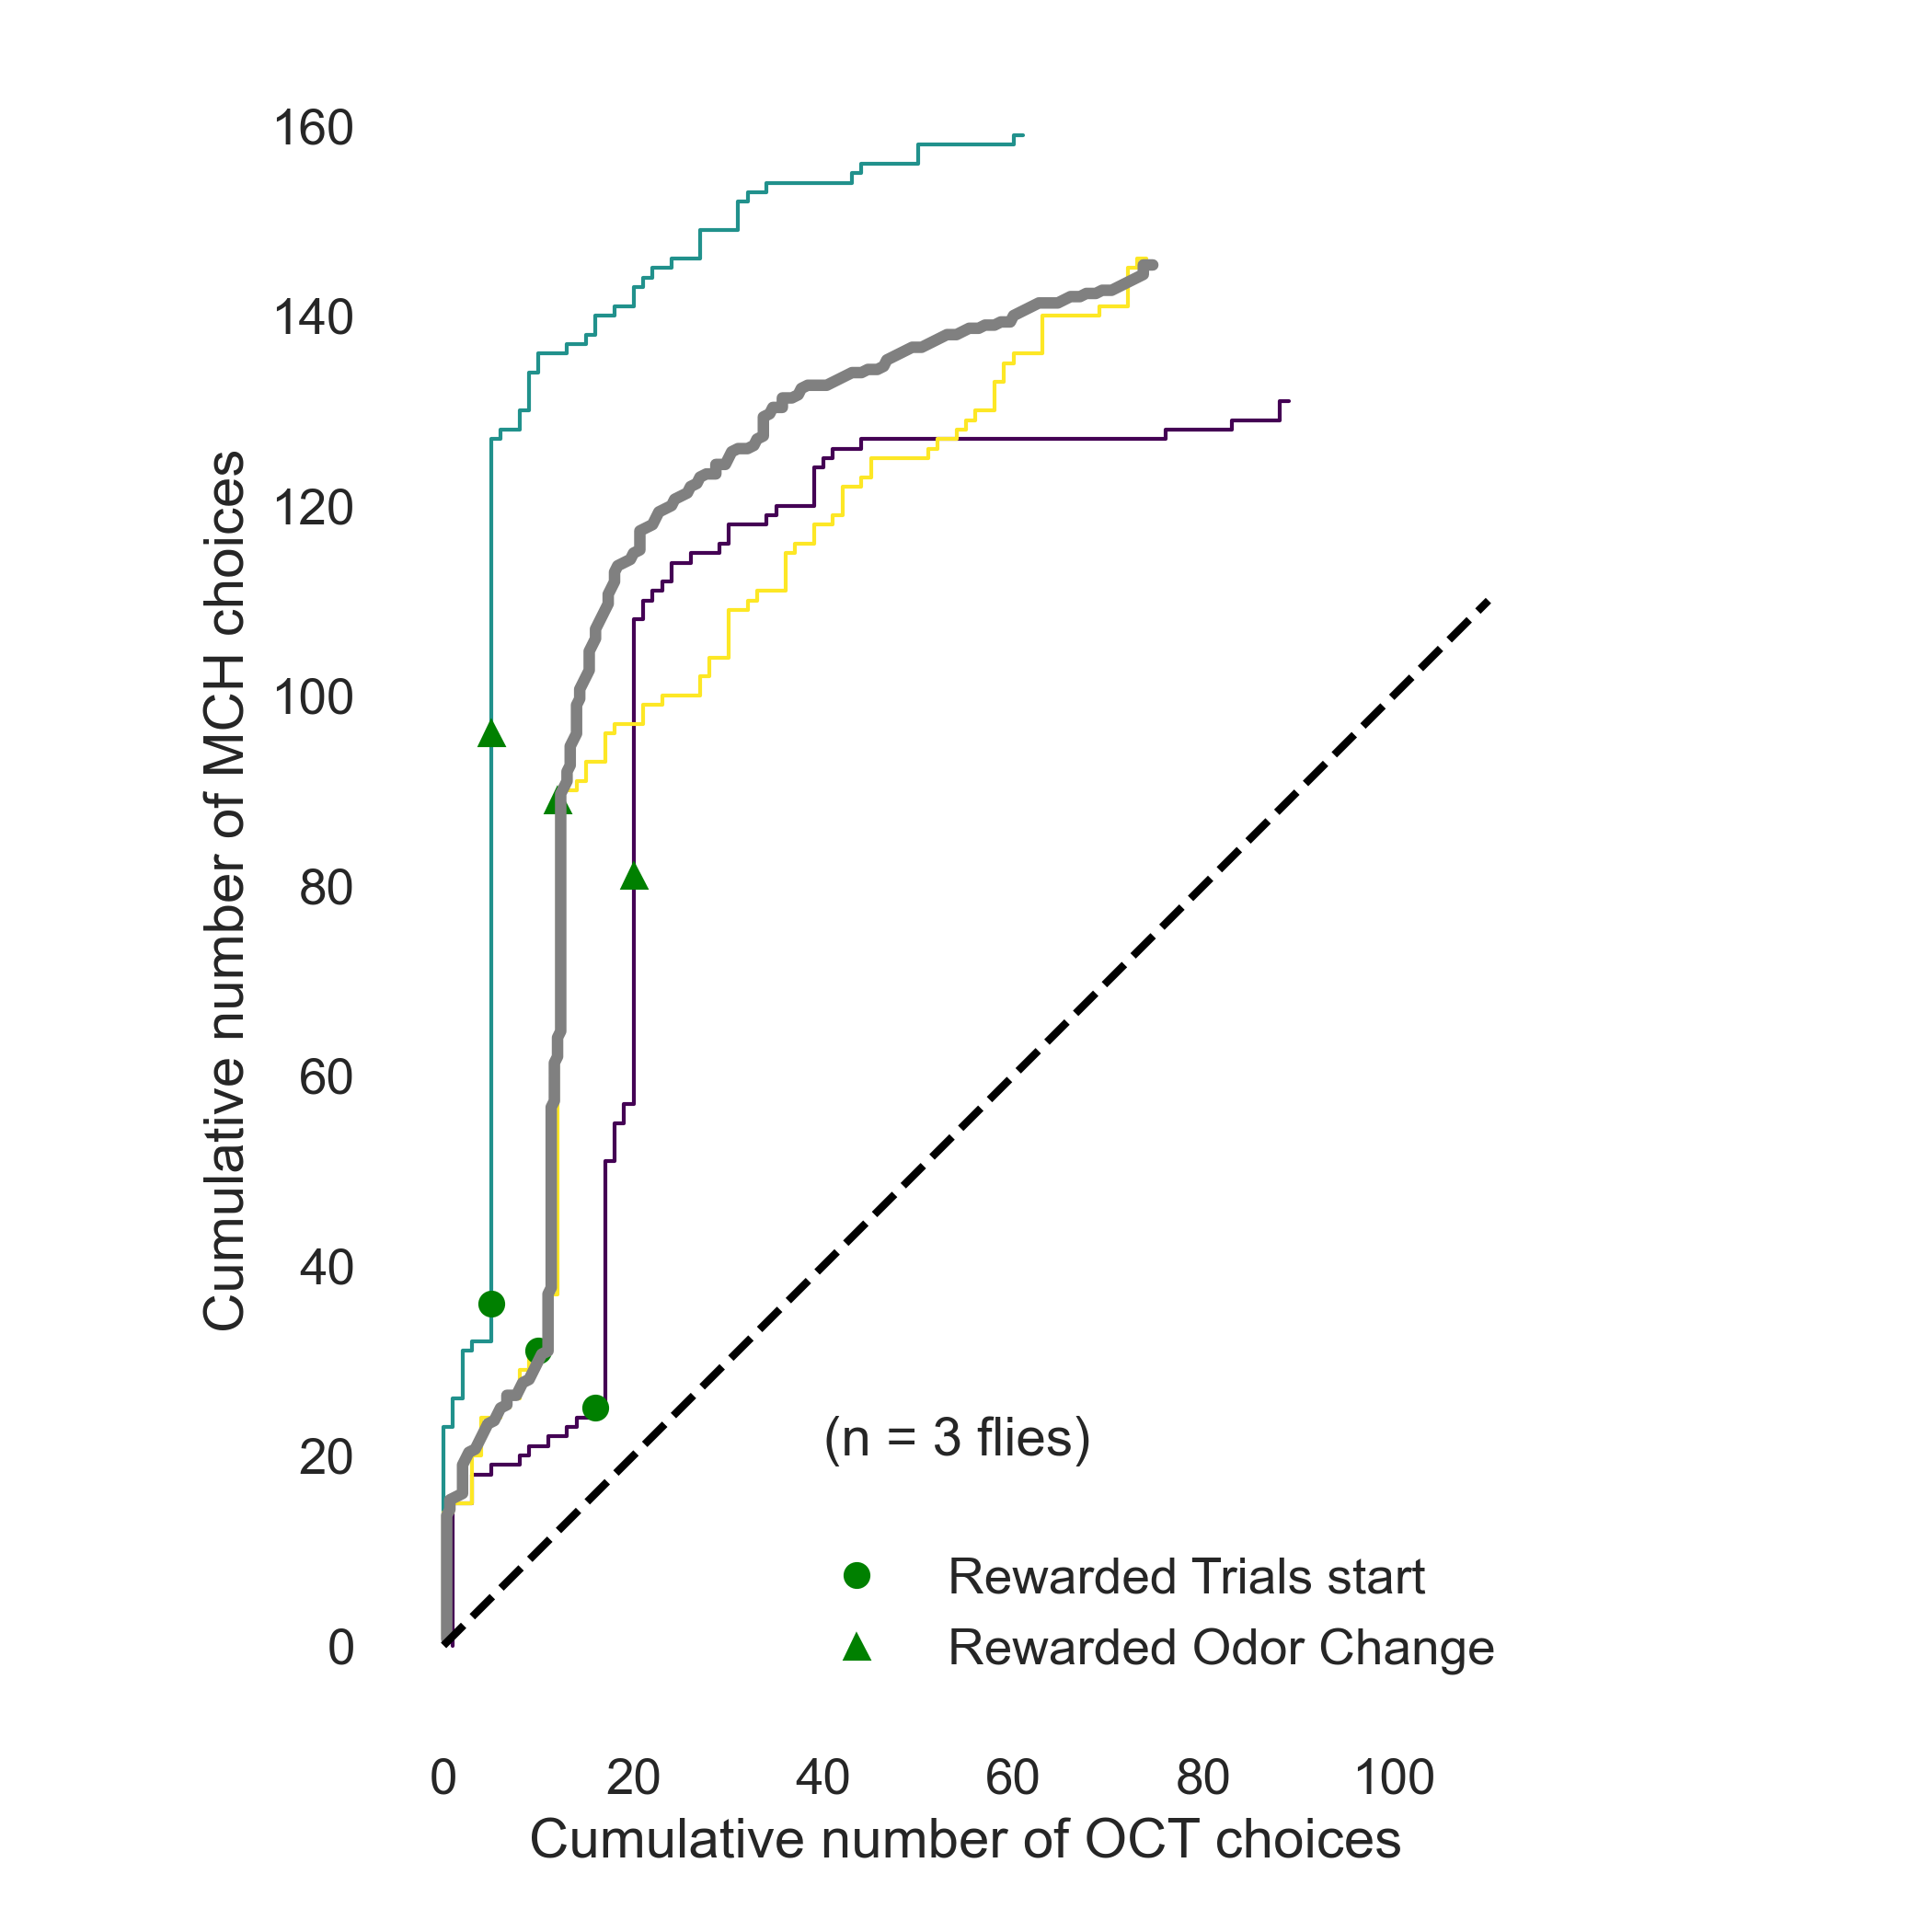 160
140
120
100
80
60
40
20
0
Cumulative number of MCH choices
(n = 3 flies)
Rewarded Trials start
Rewarded Odor Change
0 20 40 60 80 100
Cumulative number of OCT choices